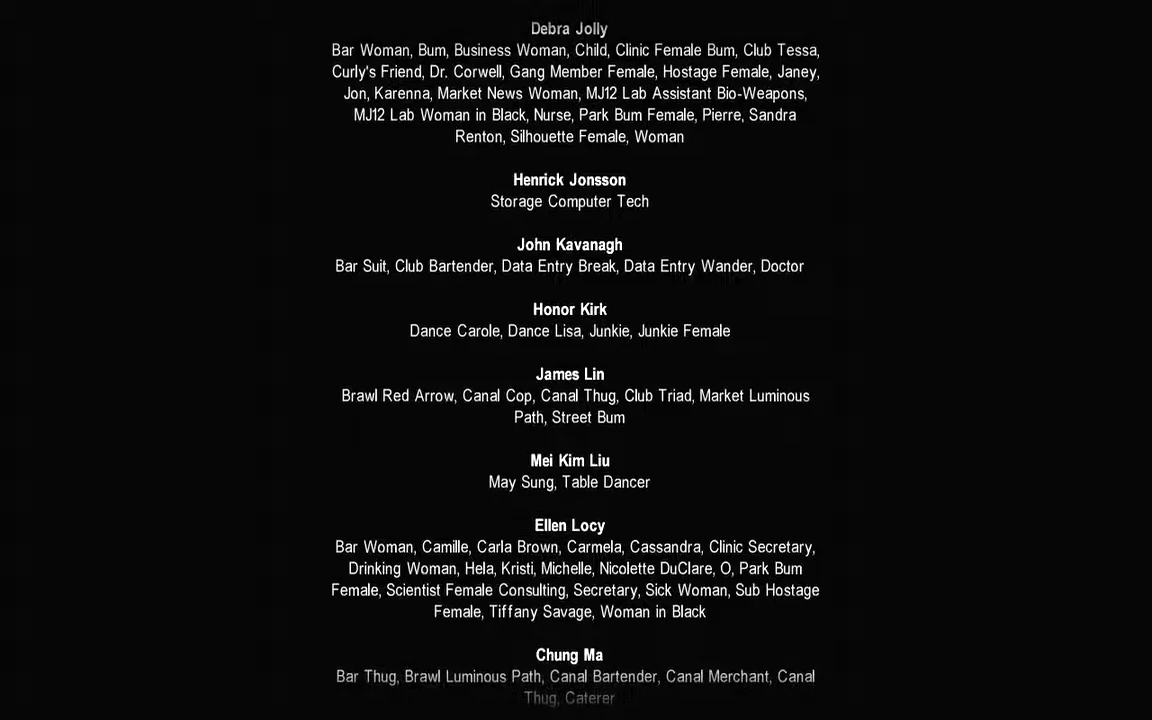 Debra Jolly
Bar Woman, Bum, Business Woman, Child, Clinic Female Bum, Club Tessa,
Curly's Friend, Dr. Corwell, Gang Member Female, Hostage Female, Janey,
Jon, Karenna, Market News Woman, MJ12 Lab Assistant Bio-Weapons,
MJ12 Lab Woman in Black, Nurse, Park Bum Female, Pierre, Sandra
Renton, Silhouette Female, Woman
Henrick Jonsson
Storage Computer Tech
John Kavanagh
Bar Suit, Club Bartender, Data Entry Break, Data Entry Wander, Doctor
Honor Kirk
Dance Carole, Dance Lisa, Junkie, Junkie Female
James Lin
Brawl Red Arrow, Canal Cop, Canal Thug, Club Triad, Market Luminous
Path, Street Bum
Mei Kim Liu
May Sung, Table Dancer
Ellen Locy
Bar Woman, Camille, Carla Brown, Carmela, Cassandra, Clinic Secretary,
Drinking Woman, Hela, Kristi, Michelle, Nicolette DuClare, O, Park Bum
Female, Scientist Female Consulting, Secretary, Sick Woman, Sub Hostage
Female, Tiffany Savage, Woman in Black
Chung Ma
Bar Thug, Brawl Luminous Path, Canal Bartender, Canal Merchant, Canal
Thug, Caterer